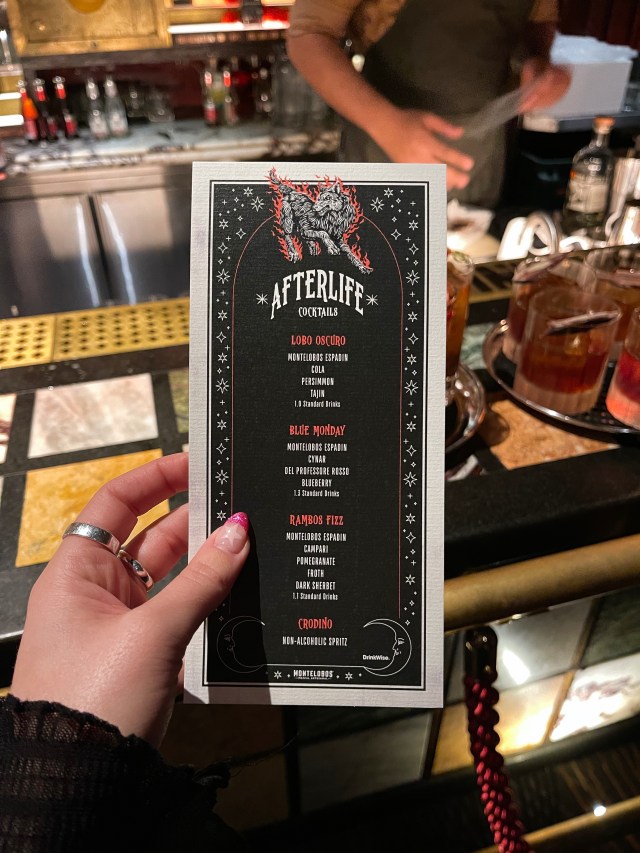 AFTERLIFE
COCKTAILS
LOBO OSCURO
MONTELOBOS ESPADIN
COLA
PERSIMMON
TAJIN
1.0 Standard Drinks
BLUE MONDAY
MONTELOBOS ESPADIN
CYNAR
DEL PROFESSORE ROSSO
BLUEBERRY
1.3 Standard Drinks
RAMBOS FIZZ
MONTELOBOS ESPADIN
CAMPARI
POMEGRANATE
FROTH
DARK SHERBET
1.1 Standard Drinks
CRODINO
NON-ALCOHOLIC SPRITZ
DrinkWise.
MONTELOBOS